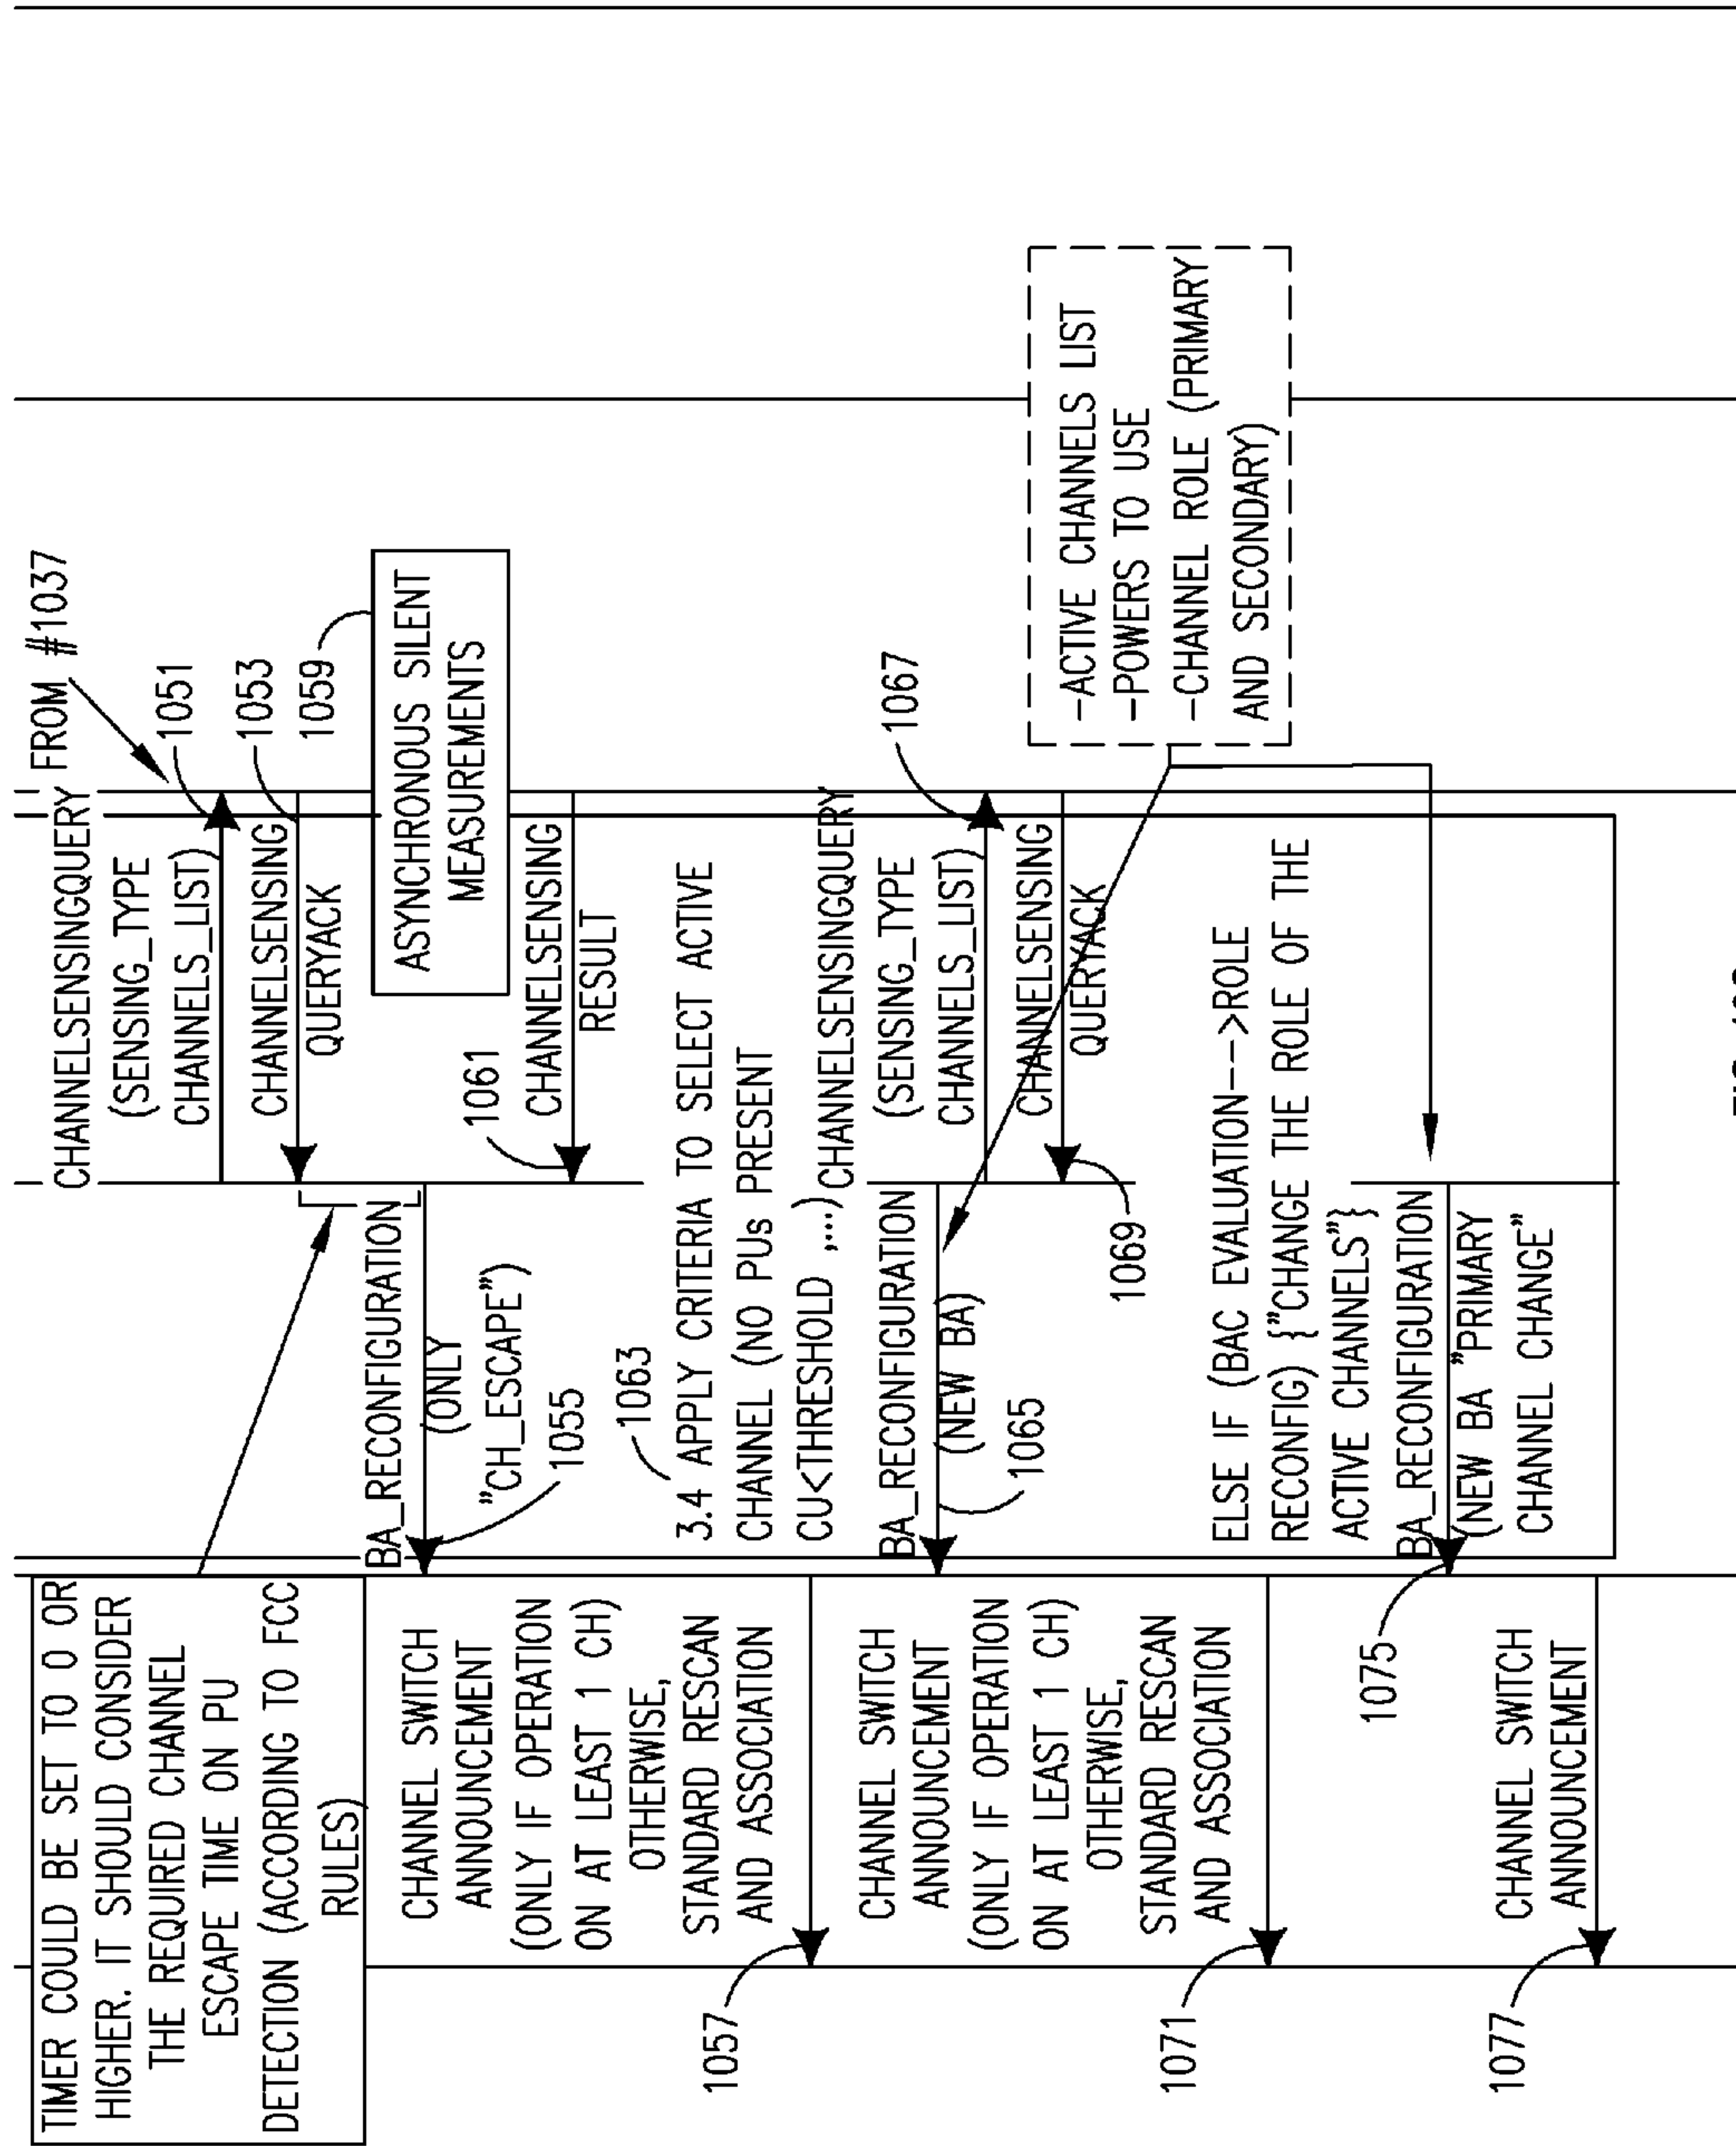 TIMER COULD BE SET TO 0 OR
HIGHER. IT SHOULD CONSIDER
THE REQUIRED CHANNEL
ESCAPE TIME ON PU
DETECTION (ACCORDING TO FCC
RULES)
CHANNELSENSINGQUERY
(SENSING_TYPE
CHANNELS_LIST)
FROM #1037
1051
CHANNELSENSING
QUERYACK
1053
BA_RECONFIGURATION
(ONLY
"CH_ESCAPE")
1055
CHANNEL SWITCH
ANNOUNCEMENT
(ONLY IF OPERATION
ON AT LEAST 1 CH)
OTHERWISE,
STANDARD RESCAN
AND ASSOCIATION
1057
ASYNCHRONOUS SILENT
MEASUREMENTS
1059
CHANNELSENSING
RESULT
1061
3.4 APPLY CRITERIA TO SELECT ACTIVE
CHANNEL (NO PUs PRESENT
CU<THRESHOLD ,...)
1063
BA_RECONFIGURATION
(NEW BA)
1065
CHANNELSENSINGQUERY
(SENSING_TYPE
CHANNELS_LIST)
1067
CHANNELSENSING
QUERYACK
1069
CHANNEL SWITCH
ANNOUNCEMENT
(ONLY IF OPERATION
ON AT LEAST 1 CH)
OTHERWISE,
STANDARD RESCAN
AND ASSOCIATION
1071
-ACTIVE CHANNELS LIST
-POWERS TO USE
-CHANNEL ROLE (PRIMARY
AND SECONDARY)
ELSE IF (BAC EVALUATION-->ROLE
RECONFIG) {"CHANGE THE ROLE OF THE
ACTIVE CHANNELS"}
BA_RECONFIGURATION
(NEW BA "PRIMARY
CHANNEL CHANGE"
1075
CHANNEL SWITCH
ANNOUNCEMENT
1077